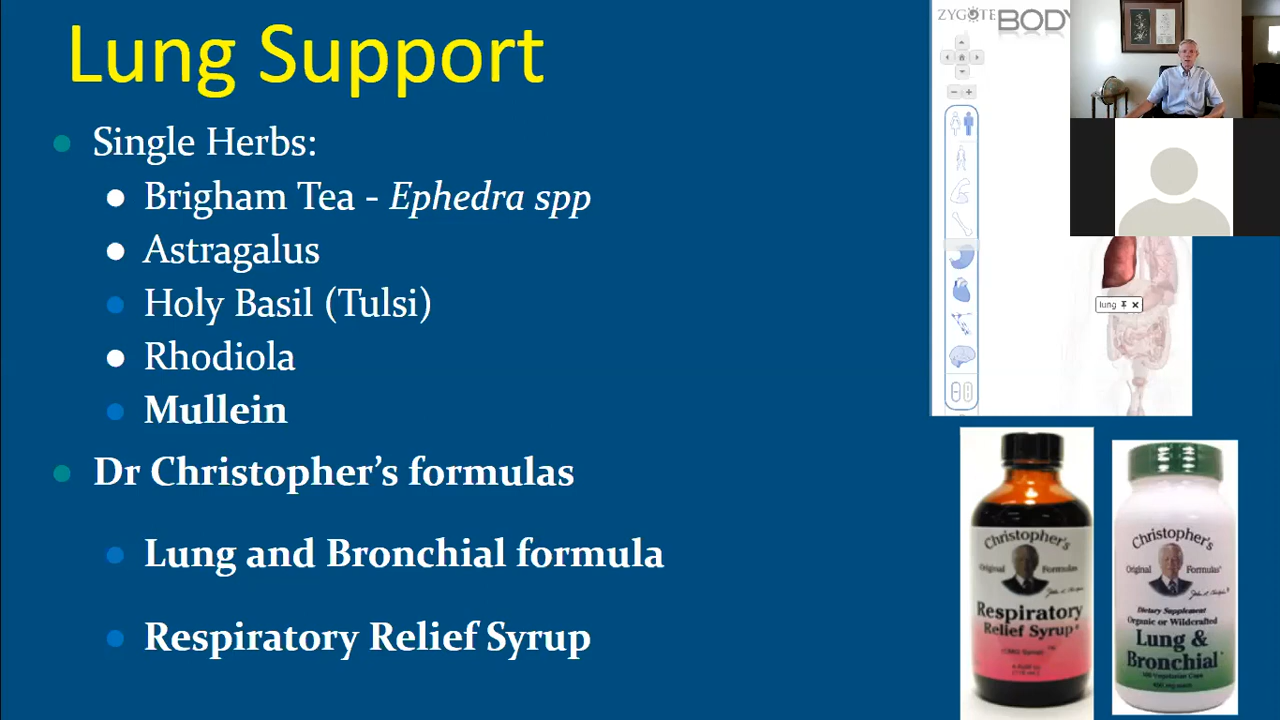 Lung Support
Single Herbs:
Brigham Tea - Ephedra spp
Astragalus
Holy Basil (Tulsi)
Rhodiola
Mullein
Dr Christopher’s formulas
Lung and Bronchial formula
Respiratory Relief Syrup
ZYGOTE BODY
lung
Christopher's
Original Formulas
Respiratory
Relief Syrup
Christopher's
Original Formulas
Dietary Supplement
Organic or Wildcrafted
Lung &
Bronchial